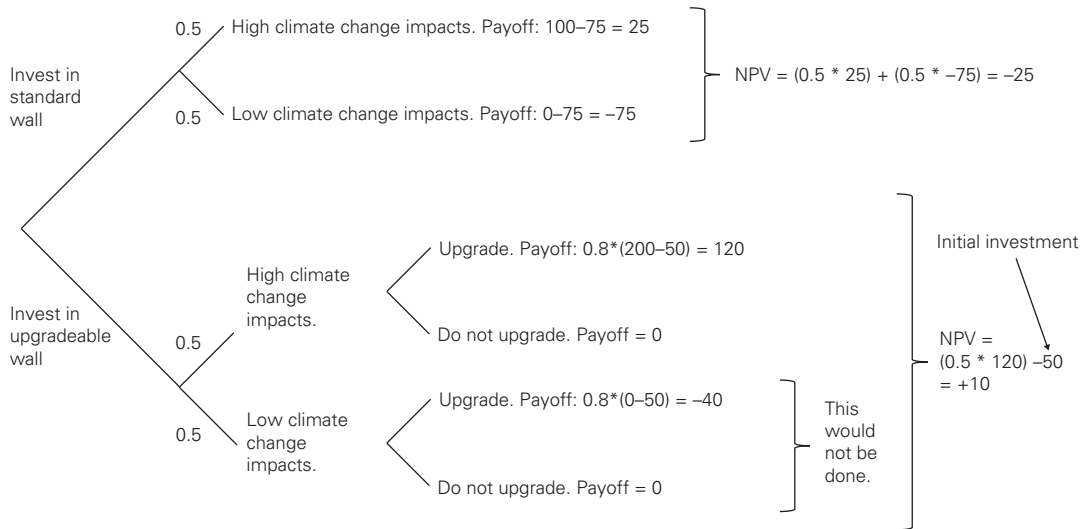 0.5
High climate change impacts. Payoff: 100–75 = 25
Invest in
standard
wall
NPV = (0.5 * 25) + (0.5 * –75) = –25
0.5
Low climate change impacts. Payoff: 0–75 = –75
Invest in
upgradeable
wall
0.5
High climate
change
impacts.
Upgrade. Payoff: 0.8*(200–50) = 120
Do not upgrade. Payoff = 0
0.5
Low climate
change
impacts.
Upgrade. Payoff: 0.8*(0–50) = –40
Do not upgrade. Payoff = 0
This
would
not be
done.
Initial investment
NPV =
(0.5 * 120) –50
= +10